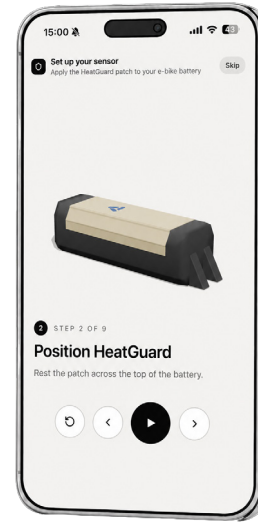 15:00
43
Set up your sensor
Apply the HeatGuard patch to your e-bike battery
Skip
2 STEP 2 OF 9
Position HeatGuard
Rest the patch across the top of the battery.